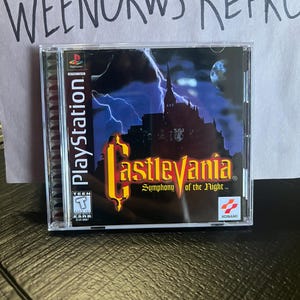 WEENORWS REPRO
PlayStation
Castlevania
Symphony of the Night
TEEN
T
KONAMI